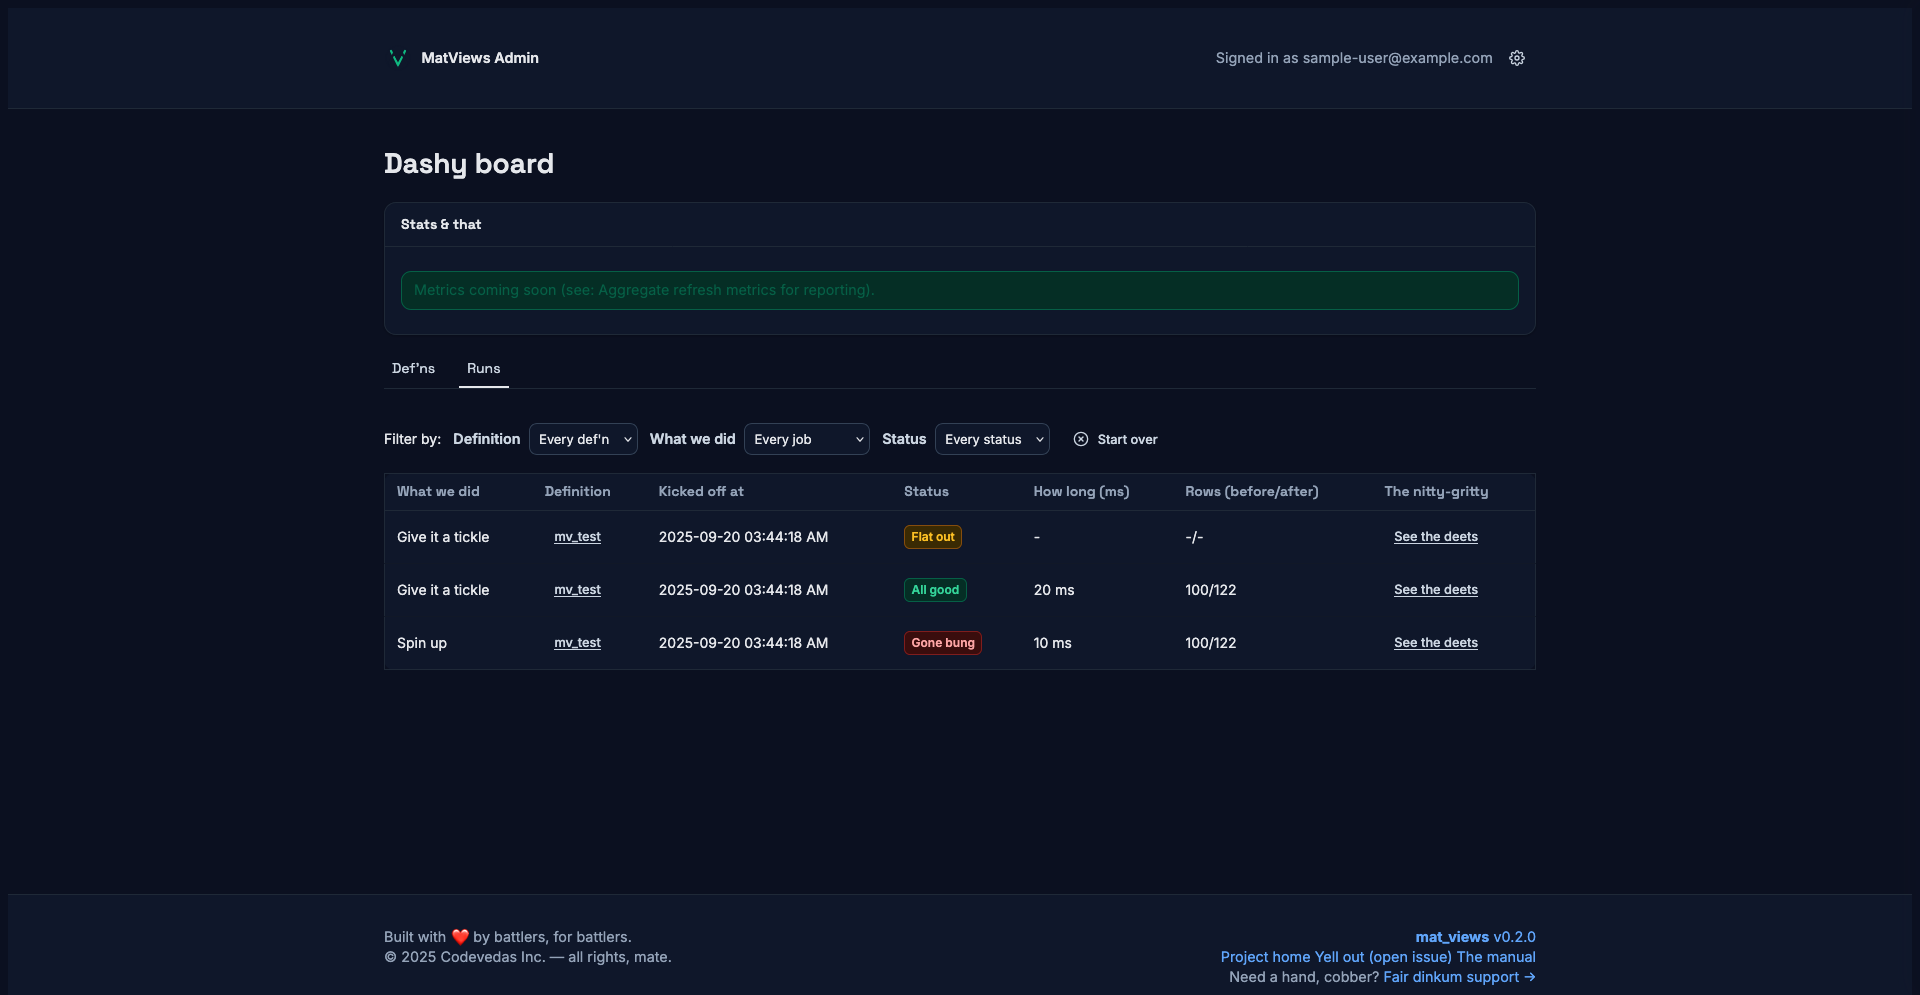 MatViews Admin
Signed in as sample-user@example.com
Dashy board
Stats & that
Metrics coming soon (see: Aggregate refresh metrics for reporting).
Def'ns Runs
Filter by: Definition Every def'n What we did Every job Status Every status Start over
What we did Definition Kicked off at Status How long (ms) Rows (before/after) The nitty-gritty
Give it a tickle mv_test 2025-09-20 03:44:18 AM Flat out - -/- See the deets
Give it a tickle mv_test 2025-09-20 03:44:18 AM All good 20 ms 100/122 See the deets
Spin up mv_test 2025-09-20 03:44:18 AM Gone bung 10 ms 100/122 See the deets
Built with ❤️ by battlers, for battlers.
© 2025 Codevedas Inc. — all rights, mate.
mat_views v0.2.0
Project home Yell out (open issue) The manual
Need a hand, cobber? Fair dinkum support →